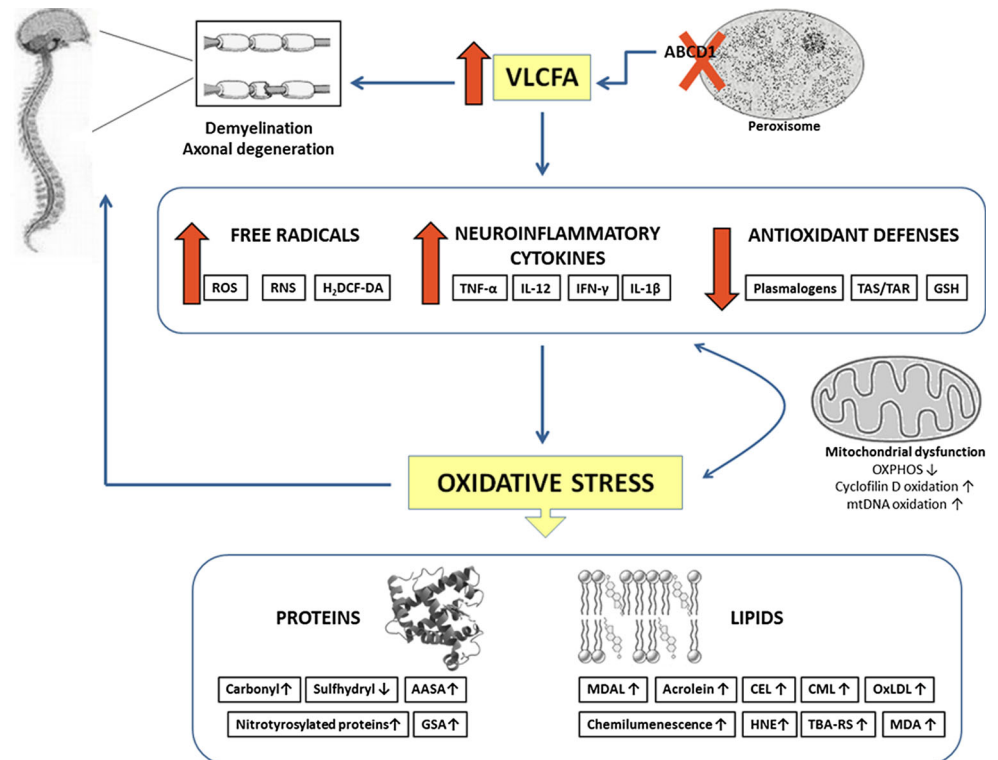 ABCD1
VLCFA
Peroxisome
Demyelination
Axonal degeneration
FREE RADICALS
ROS
RNS
H₂DCF-DA
NEUROINFLAMMATORY
CYTOKINES
TNF-α
IL-12
IFN-γ
IL-1β
ANTIOXIDANT DEFENSES
Plasmalogens
TAS/TAR
GSH
Mitochondrial dysfunction
OXPHOS ↓
Cyclofilin D oxidation ↑
mtDNA oxidation ↑
OXIDATIVE STRESS
PROTEINS
Carbonyl↑
Sulfhydryl ↓
AASA↑
Nitrotyrosylated proteins↑
GSA↑
LIPIDS
MDAL ↑
Acrolein ↑
CEL ↑
CML ↑
OxLDL ↑
Chemilumenescence ↑
HNE↑
TBA-RS ↑
MDA ↑